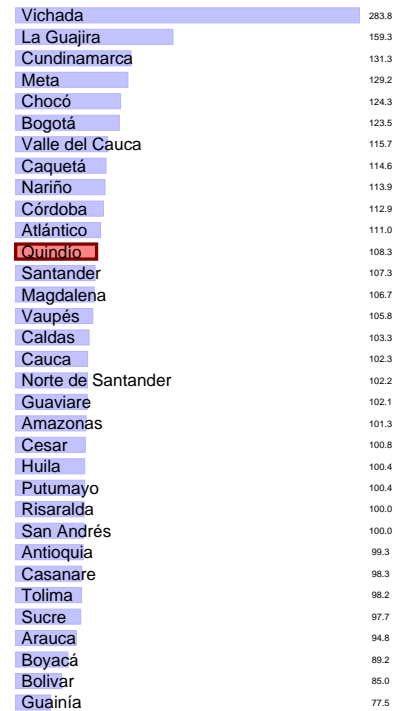 Vichada 283.8
La Guajira 159.3
Cundinamarca 131.3
Meta 129.2
Chocó 124.3
Bogotá 123.5
Valle del Cauca 115.7
Caquetá 114.6
Nariño 113.9
Córdoba 112.9
Atlántico 111.0
Quindío 108.3
Santander 107.3
Magdalena 106.7
Vaupés 105.8
Caldas 103.3
Cauca 102.3
Norte de Santander 102.2
Guaviare 102.1
Amazonas 101.3
Cesar 100.8
Huila 100.4
Putumayo 100.4
Risaralda 100.0
San Andrés 100.0
Antioquia 99.3
Casanare 98.3
Tolima 98.2
Sucre 97.7
Arauca 94.8
Boyacá 89.2
Bolivar 85.0
Guainía 77.5